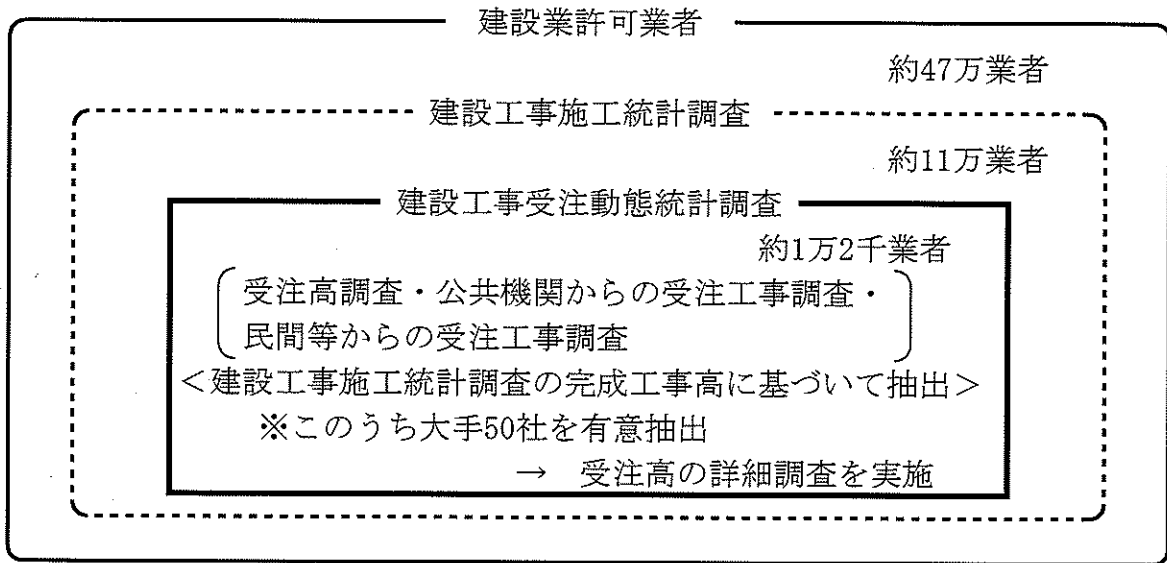 建設業許可業者
約47万業者
建設工事施工統計調査
約11万業者
建設工事受注動態統計調査
約1万2千業者
受注高調査・公共機関からの受注工事調査・
民間等からの受注工事調査
<建設工事施工統計調査の完成工事高に基づいて抽出>
※このうち大手50社を有意抽出
→ 受注高の詳細調査を実施